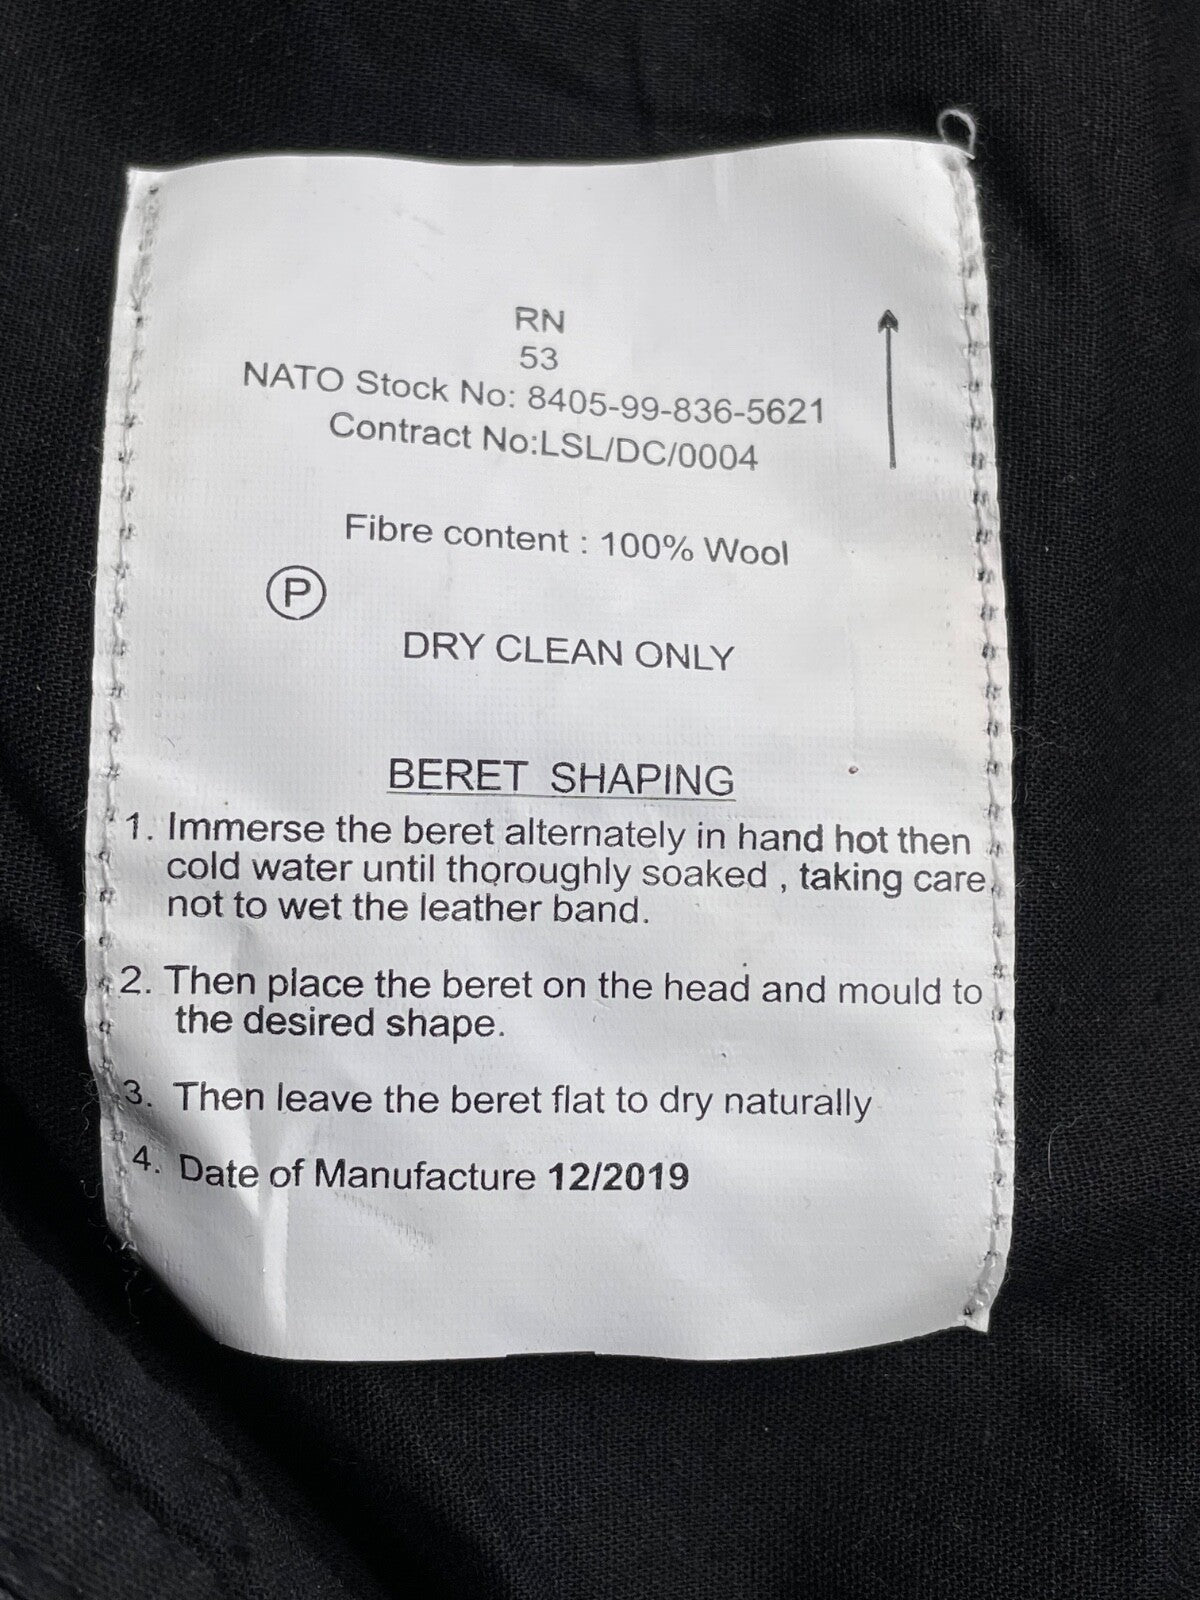 RN
53
NATO Stock No: 8405-99-836-5621
Contract No:LSL/DC/0004
Fibre content : 100% Wool
P
DRY CLEAN ONLY
BERET SHAPING
1. Immerse the beret alternately in hand hot then
cold water until thoroughly soaked , taking care
not to wet the leather band.
2. Then place the beret on the head and mould to
the desired shape.
3. Then leave the beret flat to dry naturally
4. Date of Manufacture 12/2019